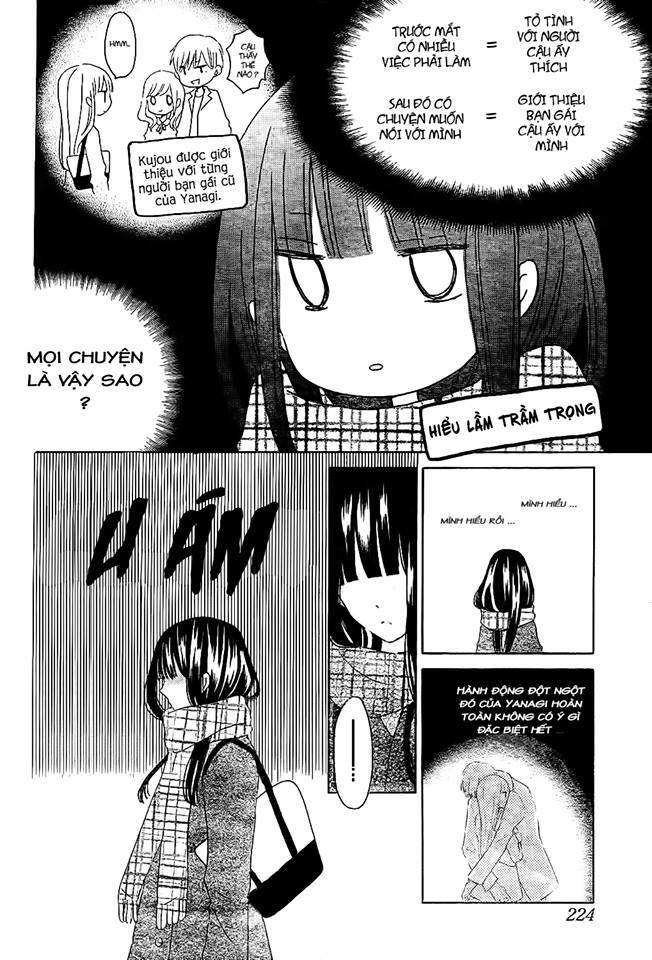 TRƯỚC MẮT
CÓ NHIỀU
VIỆC PHẢI LÀM
=
TỎ TÌNH
VỚI NGƯỜI
CẬU ẤY
THÍCH
SAU ĐÓ CÓ
CHUYỆN MUỐN
NÓI VỚI MÌNH
=
GIỚI THIỆU
BẠN GÁI
CẬU ẤY VỚI
MÌNH
CẬU
THẤY
THẾ
NÀO ?
HMM..
Kujou được giới
thiệu với từng
người bạn gái cũ
của Yanagi.
MỌI CHUYỆN
LÀ VẬY SAO
?
HIỂU LẦM TRẦM TRỌNG
MÌNH HIỂU ...
MÌNH HIỂU RỒI ...
HÀNH ĐỘNG ĐỘT NGỘT
ĐÓ CỦA YANAGI HOÀN
TOÀN KHÔNG CÓ Ý GÌ
ĐẶC BIỆT HẾT ...
U ÁM
224